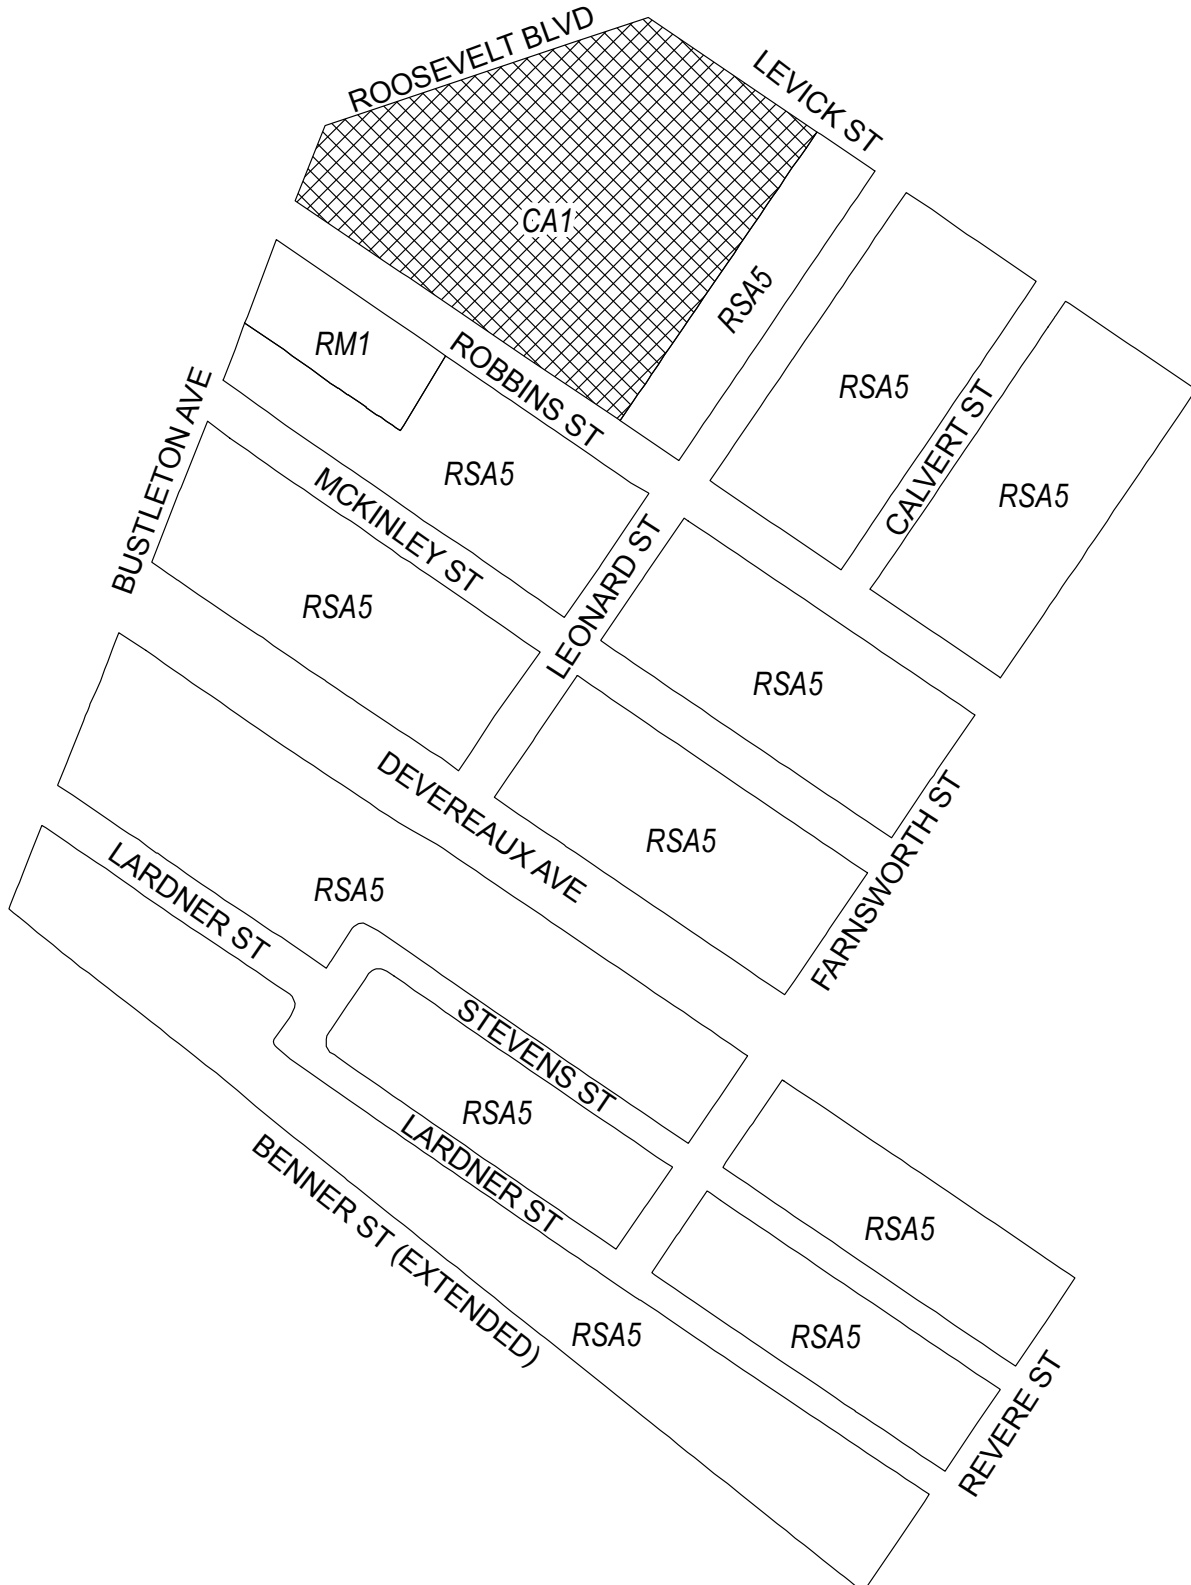 ROOSEVELT BLVD
LEVICK ST
CA1
RSA5
RM1
ROBBINS ST
RSA5
CALVERT ST
RSA5
BUSTLETON AVE
RSA5
MCKINLEY ST
LEONARD ST
RSA5
RSA5
DEVEREAUX AVE
RSA5
FARNSWORTH ST
LARDNER ST
RSA5
STEVENS ST
RSA5
LARDNER ST
BENNER ST (EXTENDED)
RSA5
RSA5
RSA5
REVERE ST